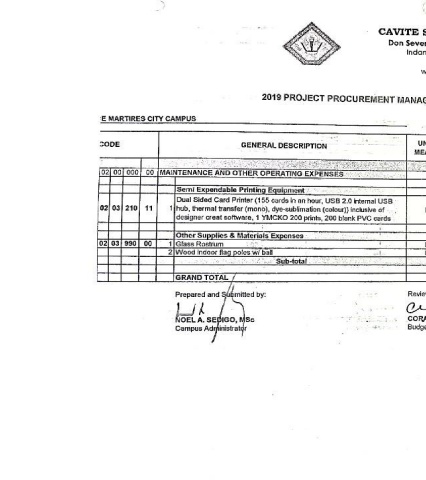 CAVITE S
Don Sever
Indan
W
2019 PROJECT PROCUREMENT MANAG
E MARTIRES CITY CAMPUS
CODE GENERAL DESCRIPTION UN
MEA
02 00 000 00 MAINTENANCE AND OTHER OPERATING EXPENSES
Semi Expendable Printing Equipment
02 03 210 11 1 Dual Sided Card Printer (155 cards in an hour, USB 2.0 internal USB
hub, thermal transfer (mono), dye-sublimation (colour)) inclusive of
designer creat software, 1 YMCKO 200 prints, 200 blank PVC cards
Other Supplies & Materials Expenses
02 03 990 00 1 Glass Rostrum
2 Wood indoor flag poles w/ ball
Sub-total
GRAND TOTAL
Prepared and Submitted by:
Review
NOEL A. SEDIGO, MSc
CORA
Campus Administrator
Budge